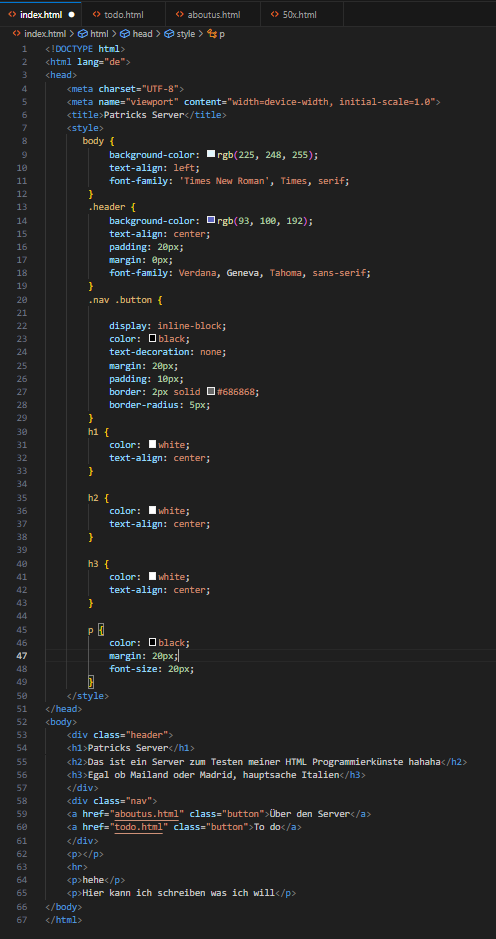 index.html todo.html aboutus.html 50x.html
index.html > html > head > style > p
1 <!DOCTYPE html>
2 <html lang="de">
3 <head>
4 <meta charset="UTF-8">
5 <meta name="viewport" content="width=device-width, initial-scale=1.0">
6 <title>Patricks Server</title>
7 <style>
8 body {
9 background-color: rgb(225, 248, 255);
10 text-align: left;
11 font-family: 'Times New Roman', Times, serif;
12 }
13 .header {
14 background-color: rgb(93, 100, 192);
15 text-align: center;
16 padding: 20px;
17 margin: 0px;
18 font-family: Verdana, Geneva, Tahoma, sans-serif;
19 }
20 .nav .button {
21
22 display: inline-block;
23 color: black;
24 text-decoration: none;
25 margin: 20px;
26 padding: 10px;
27 border: 2px solid #686868;
28 border-radius: 5px;
29 }
30 h1 {
31 color: white;
32 text-align: center;
33 }
34
35 h2 {
36 color: white;
37 text-align: center;
38 }
39
40 h3 {
41 color: white;
42 text-align: center;
43 }
44
45 p {
46 color: black;
47 margin: 20px;
48 font-size: 20px;
49 }
50 </style>
51 </head>
52 <body>
53 <div class="header">
54 <h1>Patricks Server</h1>
55 <h2>Das ist ein Server zum Testen meiner HTML Programmierkünste hahaha</h2>
56 <h3>Egal ob Mailand oder Madrid, hauptsache Italien</h3>
57 </div>
58 <div class="nav">
59 <a href="aboutus.html" class="button">Über den Server</a>
60 <a href="todo.html" class="button">To do</a>
61 </div>
62 <p></p>
63 <hr>
64 <p>hehe</p>
65 <p>Hier kann ich schreiben was ich will</p>
66 </body>
67 </html>